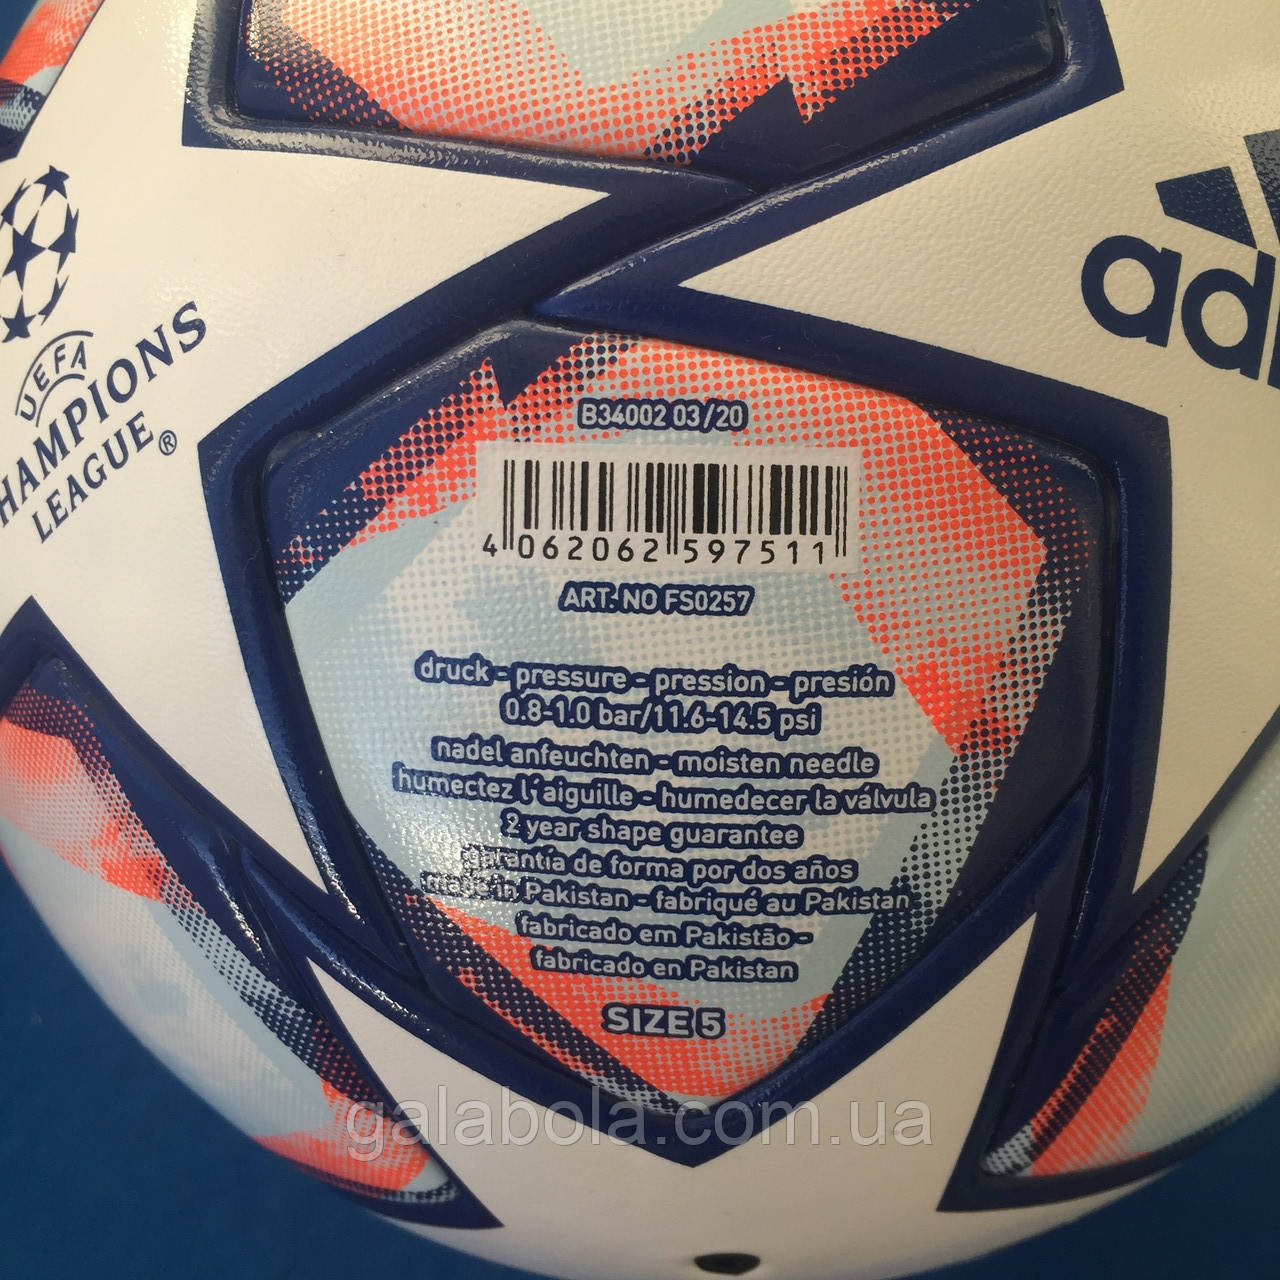 UEFA
CHAMPIONS
LEAGUE®
ad
B34002 03/20
4 062062 597511
ART. NO FS0257
druck - pressure - pression - presión
0.8-1.0 bar/11.6-14.5 psi
nadel anfeuchten - moisten needle
humectez l´aiguille - humedecer la válvula
2 year shape guarantee
garantía de forma por dos años
made in Pakistan - fabriqué au Pakistan
fabricado em Pakistão -
fabricado en Pakistan
SIZE 5
galabola.com.ua